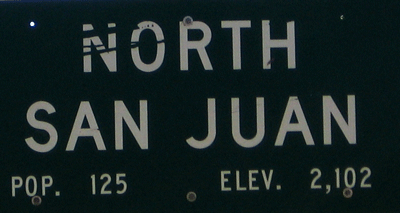 NORTH
SAN JUAN
POP. 125 ELEV. 2,102